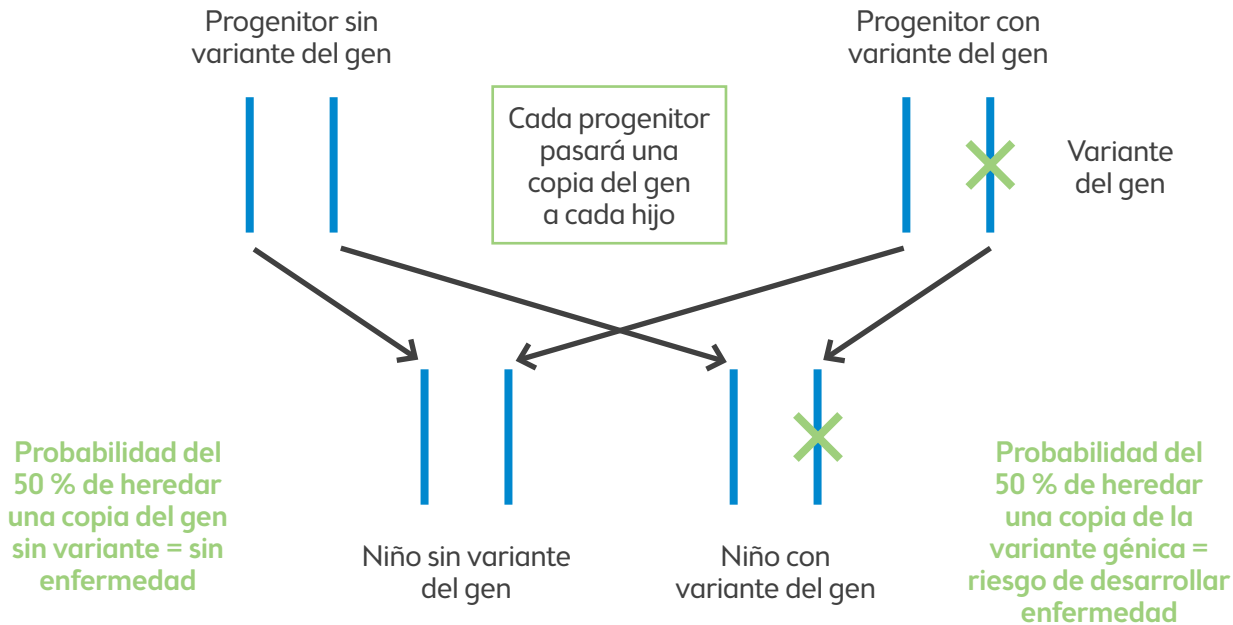 Progenitor sin
variante del gen
Progenitor con
variante del gen
Cada progenitor
pasará una
copia del gen
a cada hijo
Variante
del gen
Probabilidad del
50 % de heredar
una copia del gen
sin variante = sin
enfermedad
Niño sin variante
del gen
Niño con
variante del gen
Probabilidad del
50 % de heredar
una copia de la
variante génica =
riesgo de desarrollar
enfermedad